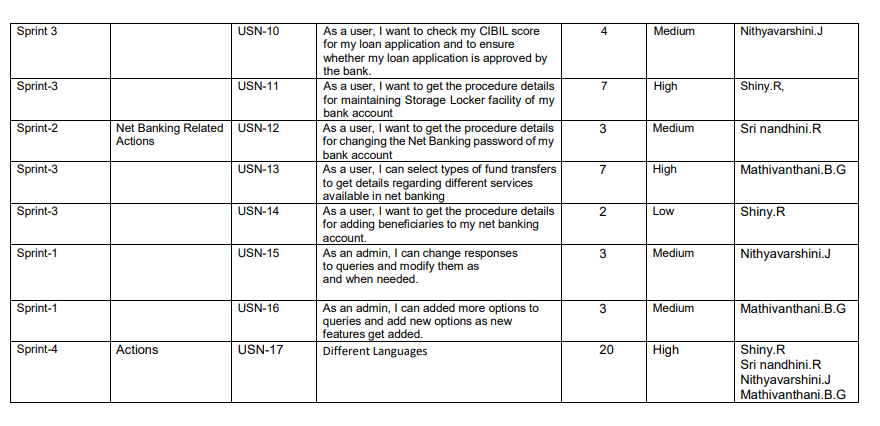 Sprint 3 USN-10 As a user, I want to check my CIBIL score 4 Medium Nithyavarshini.J
for my loan application and to ensure
whether my loan application is approved by
the bank.
Sprint-3 USN-11 As a user, I want to get the procedure details 7 High Shiny.R,
for maintaining Storage Locker facility of my
bank account
Sprint-2 Net Banking Related USN-12 As a user, I want to get the procedure details 3 Medium Sri nandhini.R
Actions for changing the Net Banking password of my
bank account
Sprint-3 USN-13 As a user, I can select types of fund transfers 7 High Mathivanthani.B.G
to get details regarding different services
available in net banking
Sprint-3 USN-14 As a user, I want to get the procedure details 2 Low Shiny.R
for adding beneficiaries to my net banking
account.
Sprint-1 USN-15 As an admin, I can change responses 3 Medium Nithyavarshini.J
to queries and modify them as
and when needed.
Sprint-1 USN-16 As an admin, I can added more options to 3 Medium Mathivanthani.B.G
queries and add new options as new
features get added.
Sprint-4 Actions USN-17 Different Languages 20 High Shiny.R
Sri nandhini.R
Nithyavarshini.J
Mathivanthani.B.G